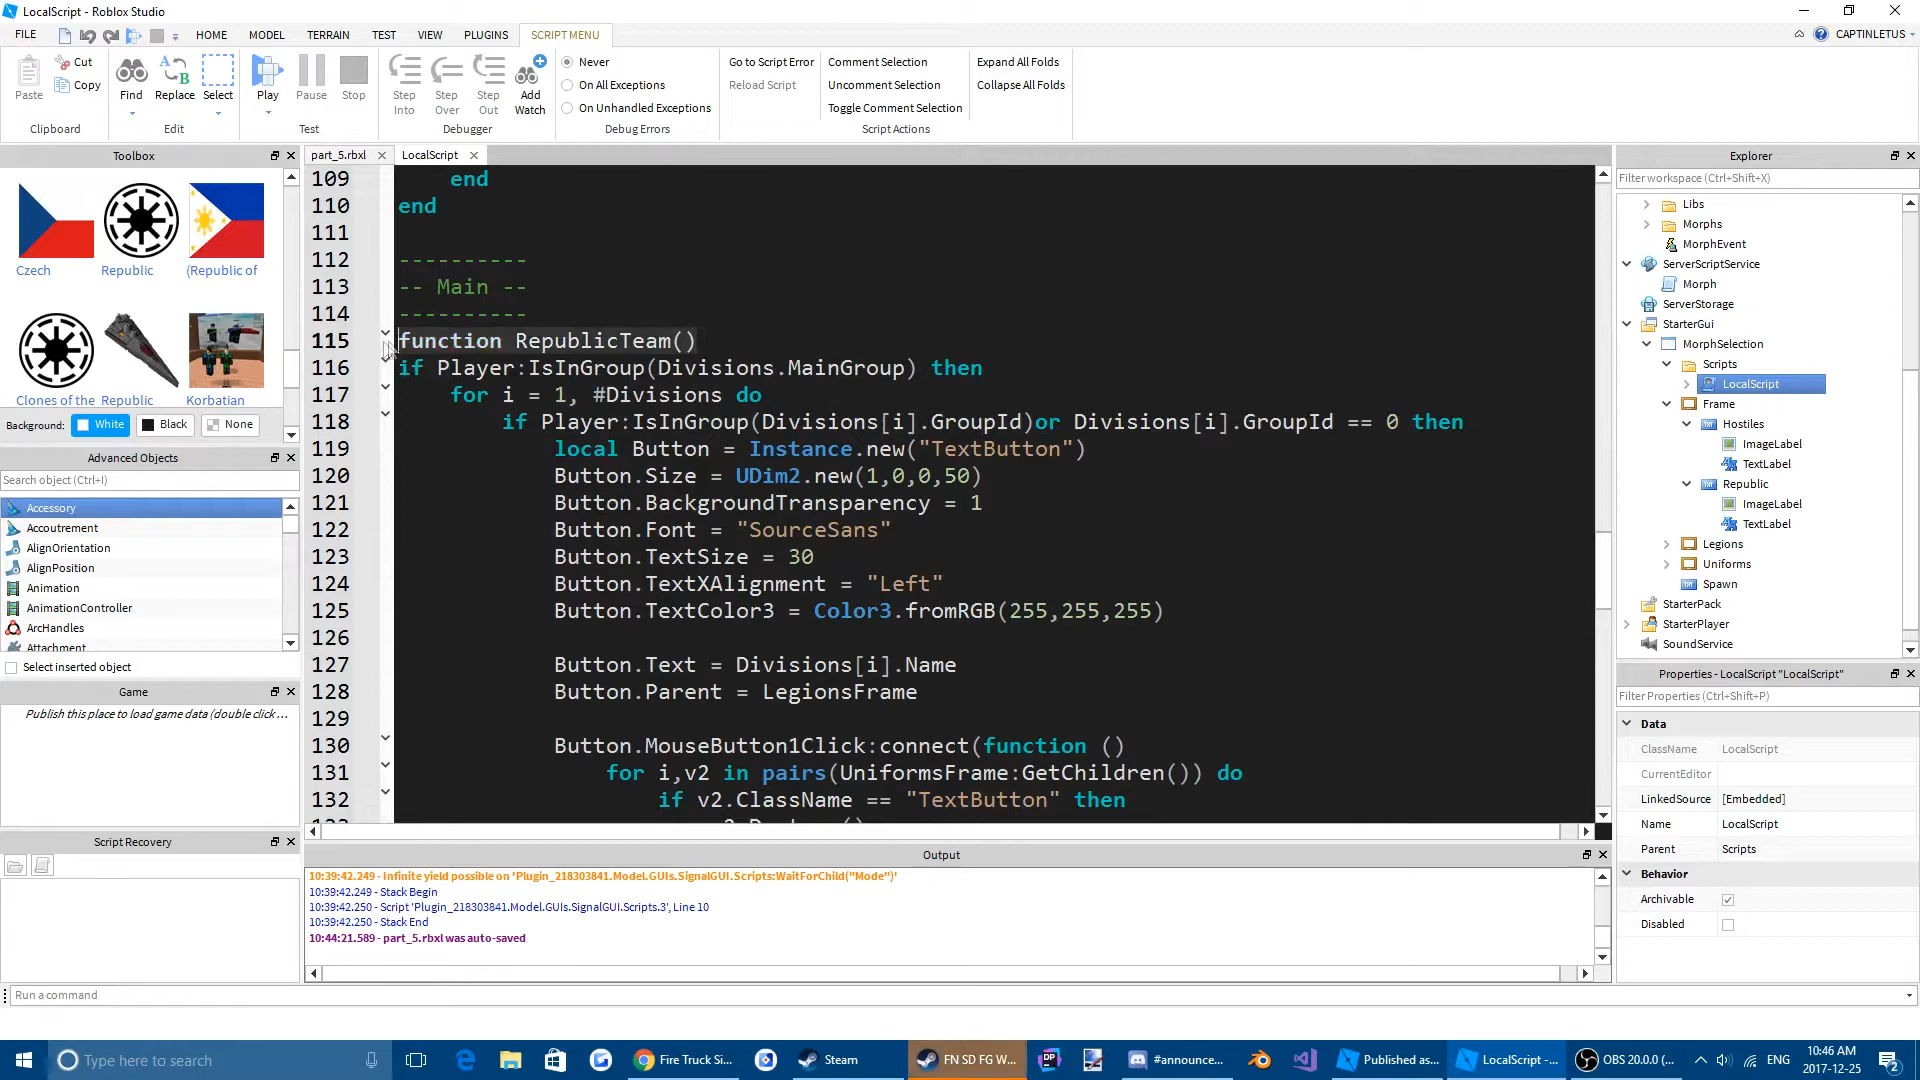 LocalScript - Roblox Studio
FILE HOME MODEL TERRAIN TEST VIEW PLUGINS SCRIPT MENU CAPTINLETUS
Paste Cut Copy Clipboard
Find Replace Select Edit
Play Pause Stop Test
Step Into Step Over Step Out Add Watch Debugger
Never
On All Exceptions
On Unhandled Exceptions
Debug Errors
Go to Script Error
Reload Script
Comment Selection
Uncomment Selection
Toggle Comment Selection
Expand All Folds
Collapse All Folds
Script Actions
Toolbox
Czech Republic (Republic of
Clones of the Republic Korbatian
Background: White Black None
Advanced Objects
Search object (Ctrl+I)
Accessory
Accoutrement
AlignOrientation
AlignPosition
Animation
AnimationController
ArcHandles
Attachment
Select inserted object
Game
Publish this place to load game data (double click ...
Script Recovery
part_5.rbxl LocalScript
109 end
110 end
111
112 ----------
113 -- Main --
114 ----------
115 function RepublicTeam()
116 if Player:IsInGroup(Divisions.MainGroup) then
117 for i = 1, #Divisions do
118 if Player:IsInGroup(Divisions[i].GroupId)or Divisions[i].GroupId == 0 then
119 local Button = Instance.new("TextButton")
120 Button.Size = UDim2.new(1,0,0,50)
121 Button.BackgroundTransparency = 1
122 Button.Font = "SourceSans"
123 Button.TextSize = 30
124 Button.TextXAlignment = "Left"
125 Button.TextColor3 = Color3.fromRGB(255,255,255)
126
127 Button.Text = Divisions[i].Name
128 Button.Parent = LegionsFrame
129
130 Button.MouseButton1Click:connect(function ()
131 for i,v2 in pairs(UniformsFrame:GetChildren()) do
132 if v2.ClassName == "TextButton" then
Output
10:39:42.249 - Infinite yield possible on 'Plugin_218303841.Model.GUIs.SignalGUI.Scripts:WaitForChild("Mode")'
10:39:42.249 - Stack Begin
10:39:42.250 - Script 'Plugin_218303841.Model.GUIs.SignalGUI.Scripts.3', Line 10
10:39:42.250 - Stack End
10:44:21.589 - part_5.rbxl was auto-saved
Explorer
Filter workspace (Ctrl+Shift+X)
Libs
Morphs
MorphEvent
ServerScriptService
Morph
ServerStorage
StarterGui
MorphSelection
Scripts
LocalScript
Frame
Hostiles
ImageLabel
TextLabel
Republic
ImageLabel
TextLabel
Legions
Uniforms
Spawn
StarterPack
StarterPlayer
SoundService
Properties - LocalScript "LocalScript"
Filter Properties (Ctrl+Shift+P)
Data
ClassName LocalScript
CurrentEditor
LinkedSource [Embedded]
Name LocalScript
Parent Scripts
Behavior
Archivable
Disabled
Run a command
Type here to search
Fire Truck Si...
Steam
FN SD FG W...
#announce...
Published as...
LocalScript -...
OBS 20.0.0 (...
ENG
10:46 AM
2017-12-25
2